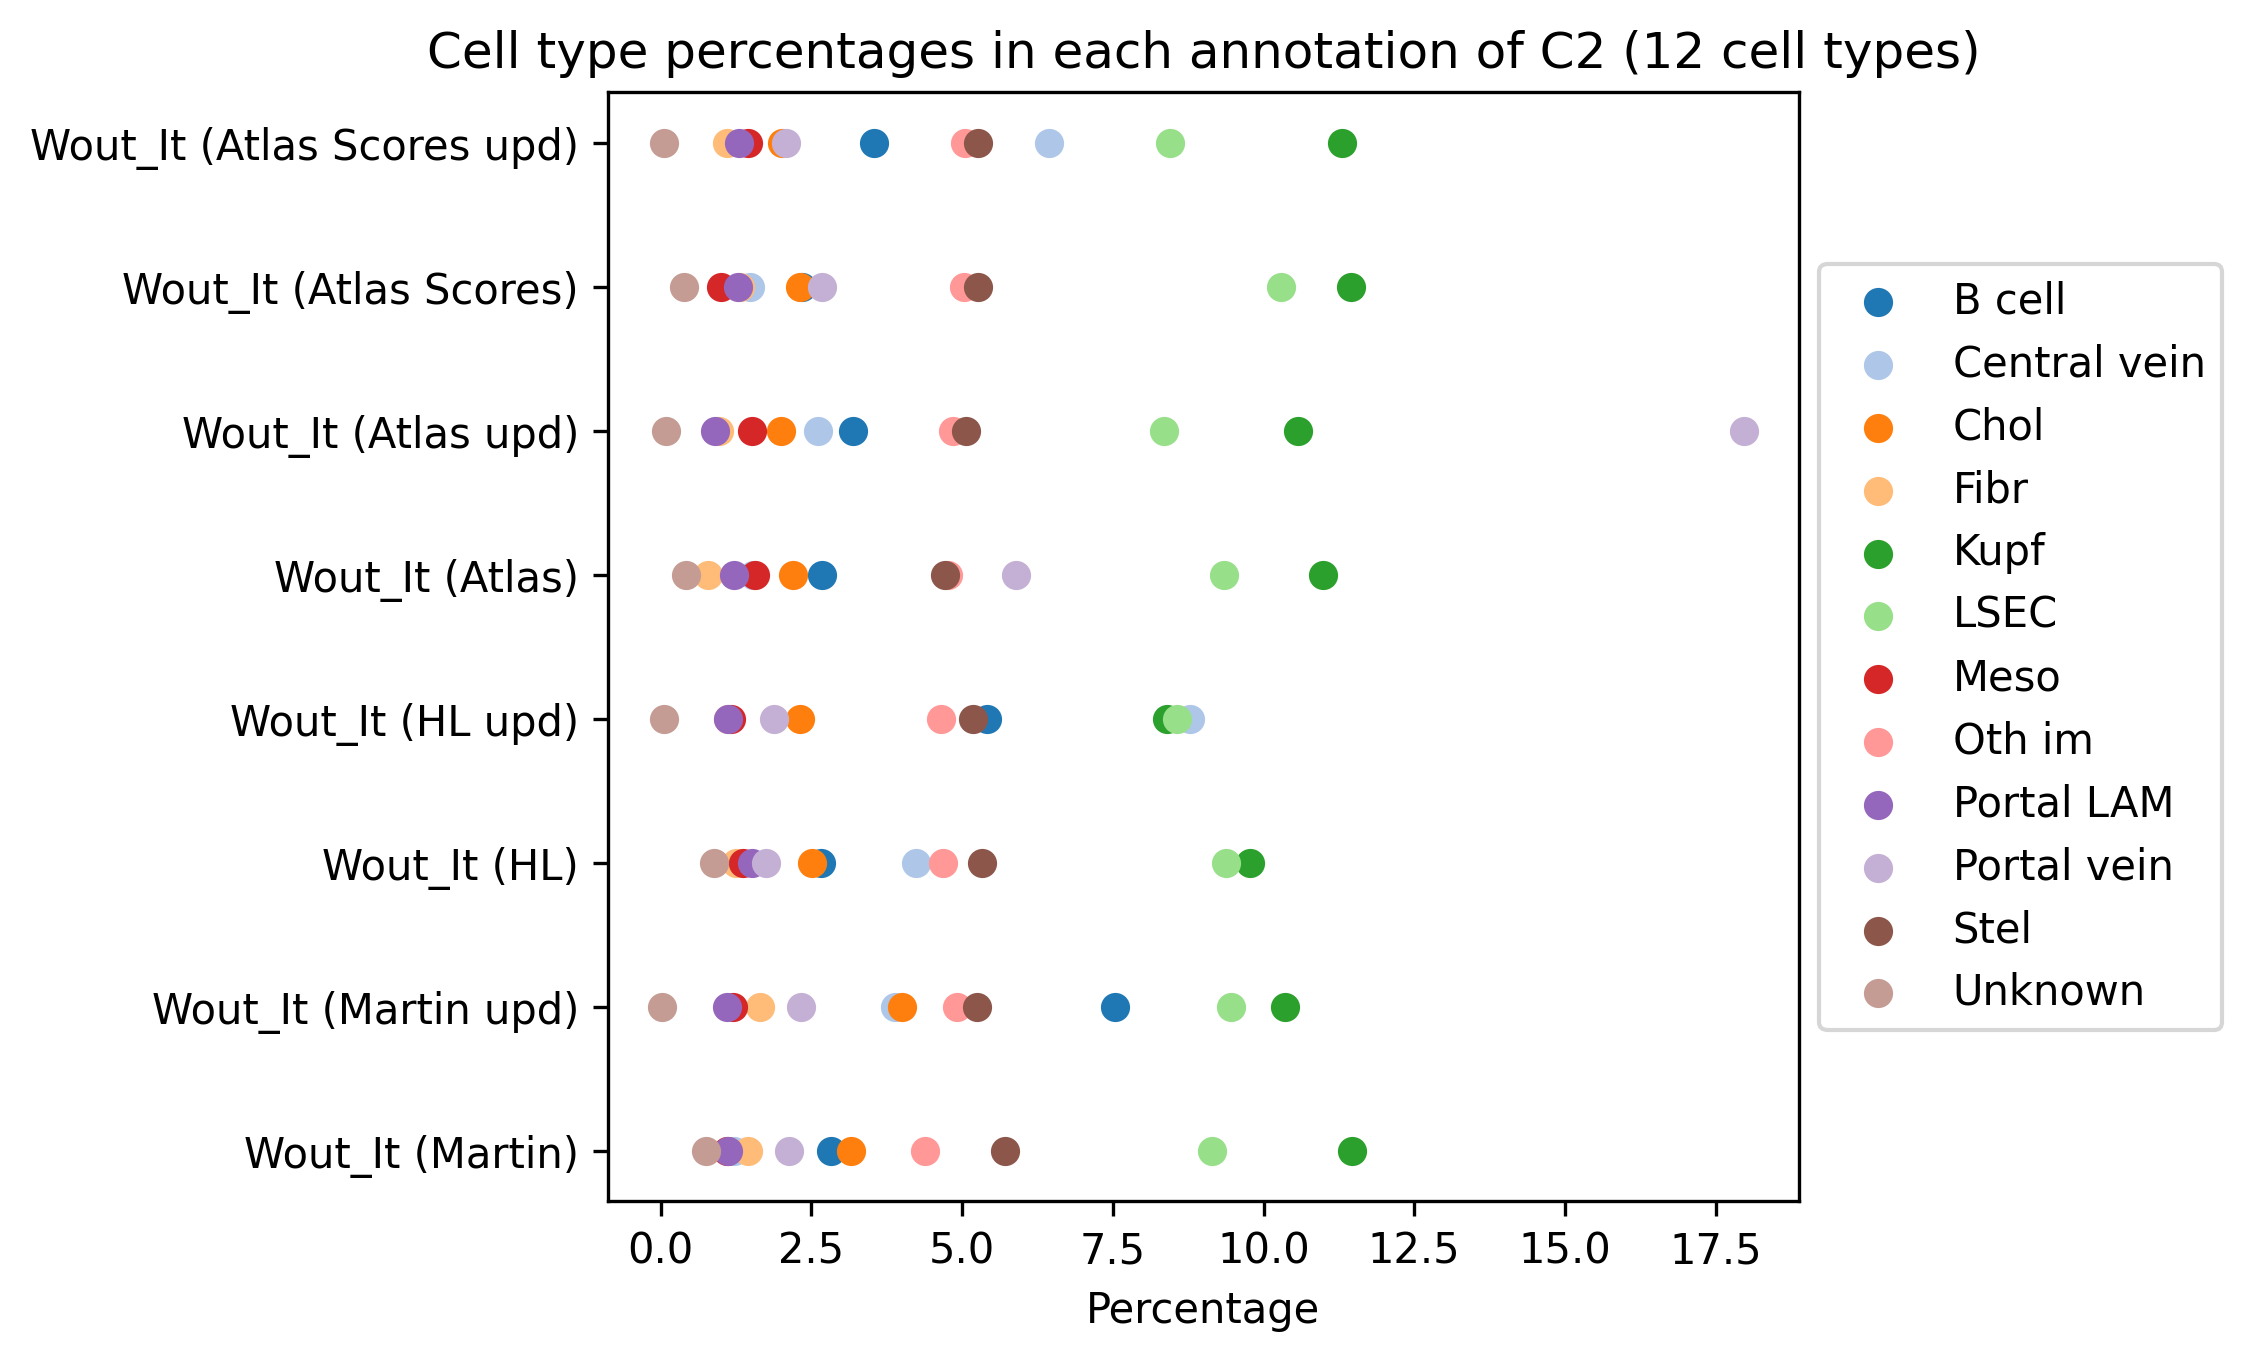 Cell type percentages in each annotation of C2 (12 cell types)
Wout_It (Atlas Scores upd)
Wout_It (Atlas Scores)
Wout_It (Atlas upd)
Wout_It (Atlas)
Wout_It (HL upd)
Wout_It (HL)
Wout_It (Martin upd)
Wout_It (Martin)
0.0 2.5 5.0 7.5 10.0 12.5 15.0 17.5
Percentage
B cell
Central vein
Chol
Fibr
Kupf
LSEC
Meso
Oth im
Portal LAM
Portal vein
Stel
Unknown